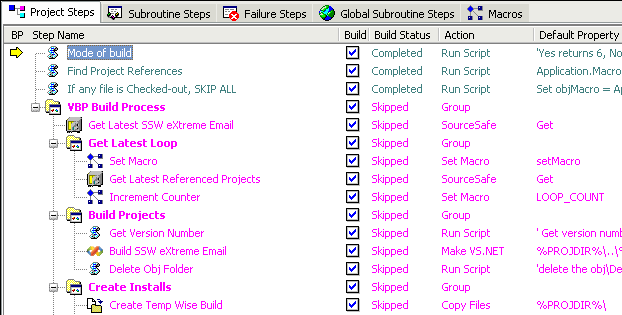 Project Steps Subroutine Steps Failure Steps Global Subroutine Steps Macros
BP Step Name Build Build Status Action Default Property
Mode of build Completed Run Script 'Yes returns 6, No
Find Project References Completed Run Script Application.Macro
If any file is Checked-out, SKIP ALL Completed Run Script Set objMacro = Ap
VBP Build Process Skipped Group
Get Latest SSW eXtreme Email Skipped SourceSafe Get
Get Latest Loop Skipped Group
Set Macro Skipped Set Macro setMacro
Get Latest Referenced Projects Skipped SourceSafe Get
Increment Counter Skipped Set Macro LOOP_COUNT
Build Projects Skipped Group
Get Version Number Skipped Run Script ' Get version numb
Build SSW eXtreme Email Skipped Make VS.NET %PROJDIR%\..\
Delete Obj Folder Skipped Run Script 'delete the obj\De
Create Installs Skipped Group
Create Temp Wise Build Skipped Copy Files %PROJDIR%\